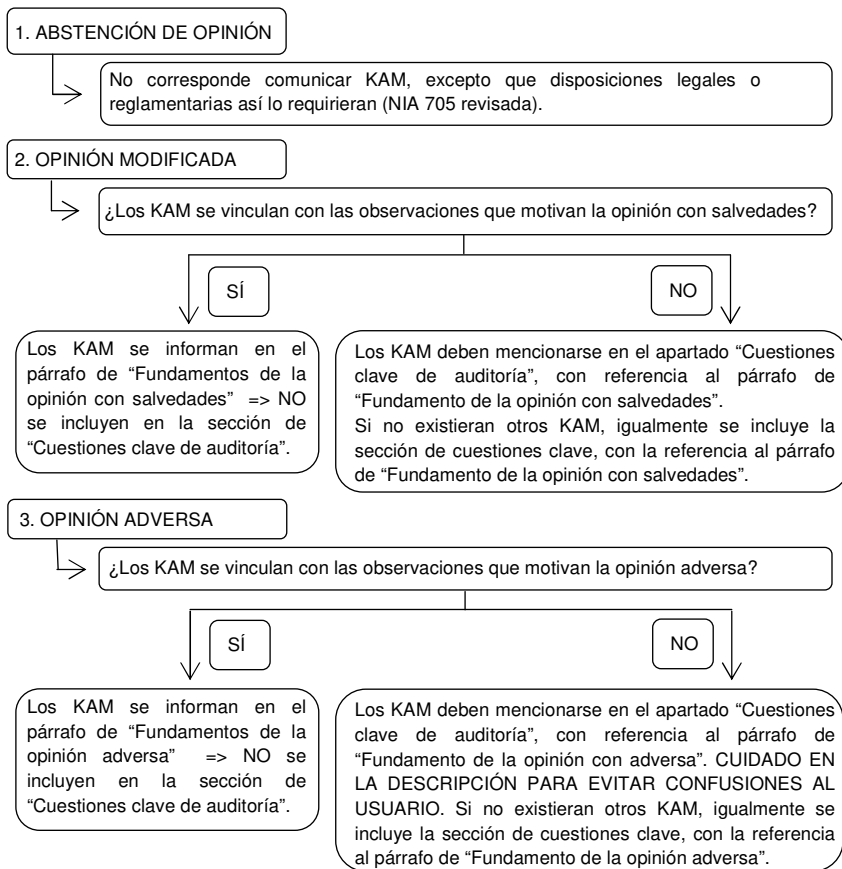 1. ABSTENCIÓN DE OPINIÓN
No corresponde comunicar KAM, excepto que disposiciones legales o
reglamentarias así lo requirieran (NIA 705 revisada).
2. OPINIÓN MODIFICADA
¿Los KAM se vinculan con las observaciones que motivan la opinión con salvedades?
SÍ
NO
Los KAM se informan en el
párrafo de “Fundamentos de la
opinión con salvedades” => NO
se incluyen en la sección de
“Cuestiones clave de auditoría”.
Los KAM deben mencionarse en el apartado “Cuestiones
clave de auditoría”, con referencia al párrafo de
“Fundamento de la opinión con salvedades”.
Si no existieran otros KAM, igualmente se incluye la
sección de cuestiones clave, con la referencia al párrafo
de “Fundamento de la opinión con salvedades”.
3. OPINIÓN ADVERSA
¿Los KAM se vinculan con las observaciones que motivan la opinión adversa?
SÍ
NO
Los KAM se informan en el
párrafo de “Fundamentos de la
opinión adversa” => NO se
incluyen en la sección de
“Cuestiones clave de auditoría”.
Los KAM deben mencionarse en el apartado “Cuestiones
clave de auditoría”, con referencia al párrafo de
“Fundamento de la opinión con adversa”. CUIDADO EN
LA DESCRIPCIÓN PARA EVITAR CONFUSIONES AL
USUARIO. Si no existieran otros KAM, igualmente se
incluye la sección de cuestiones clave, con la referencia
al párrafo de “Fundamento de la opinión adversa”.